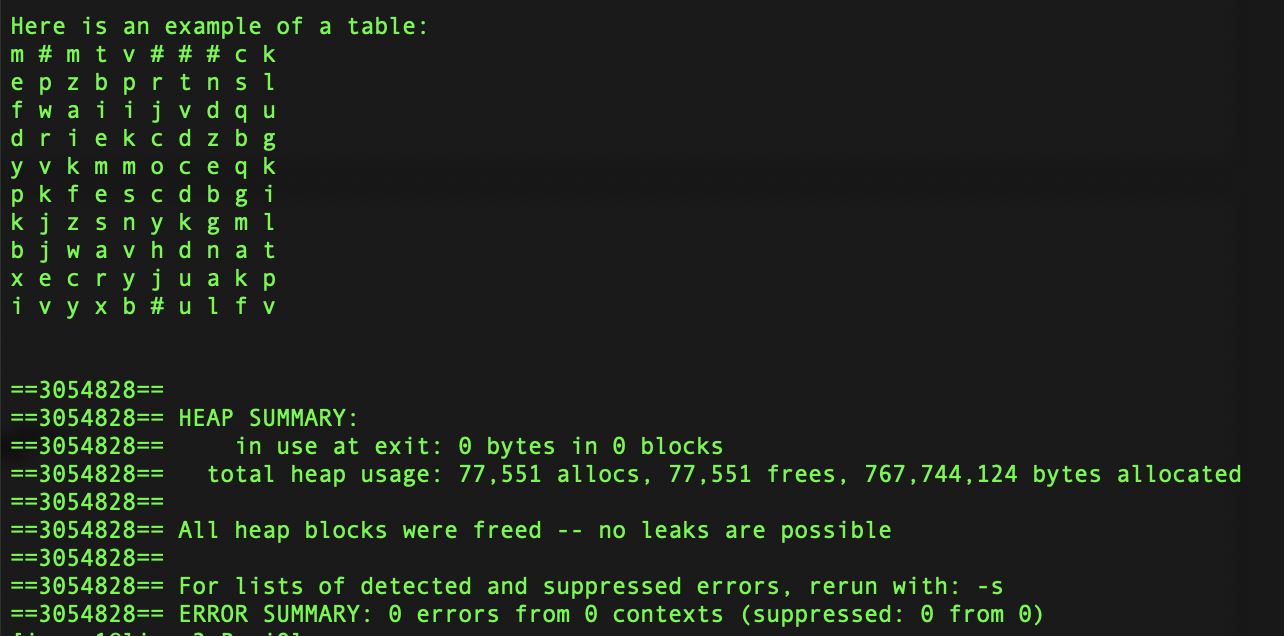 Here is an example of a table:
m # m t v # # # c k
e p z b p r t n s l
f w a i i j v d q u
d r i e k c d z b g
y v k m m o c e q k
p k f e s c d b g i
k j z s n y k g m l
b j w a v h d n a t
x e c r y j u a k p
i v y x b # u l f v
==3054828==
==3054828== HEAP SUMMARY:
==3054828==     in use at exit: 0 bytes in 0 blocks
==3054828==   total heap usage: 77,551 allocs, 77,551 frees, 767,744,124 bytes allocated
==3054828==
==3054828== All heap blocks were freed -- no leaks are possible
==3054828==
==3054828== For lists of detected and suppressed errors, rerun with: -s
==3054828== ERROR SUMMARY: 0 errors from 0 contexts (suppressed: 0 from 0)